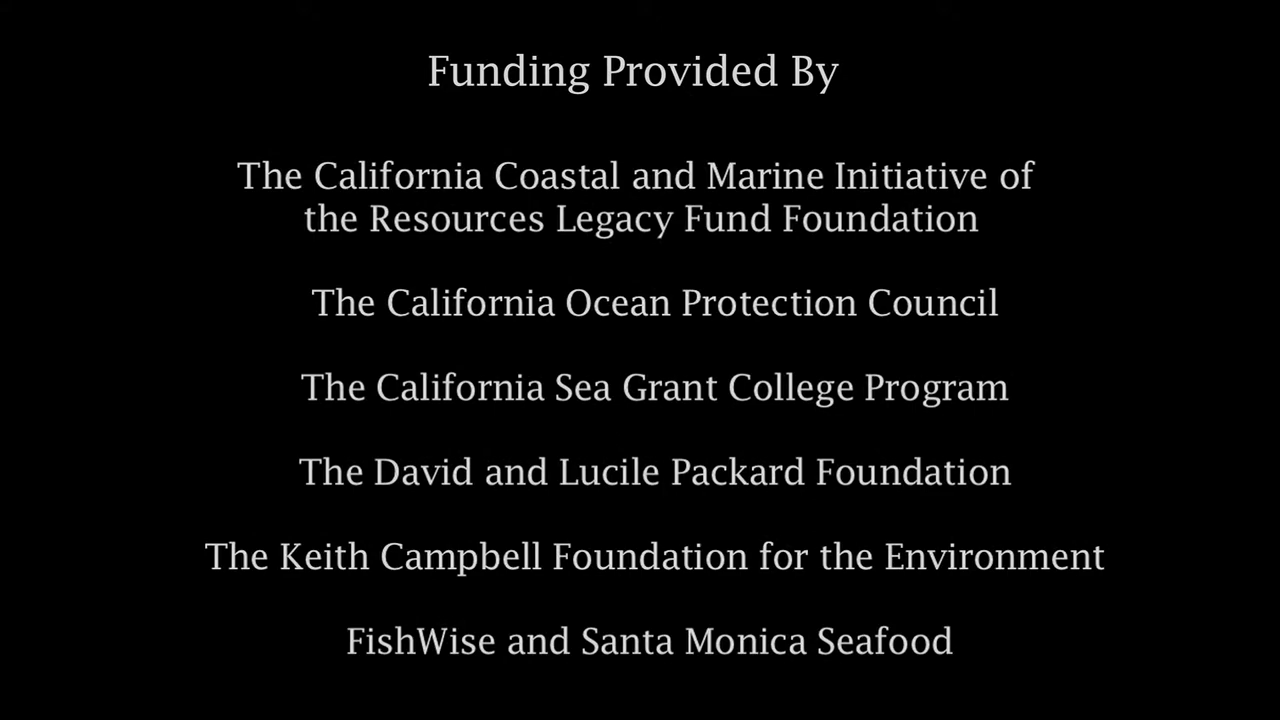 Funding Provided By
The California Coastal and Marine Initiative of
the Resources Legacy Fund Foundation
The California Ocean Protection Council
The California Sea Grant College Program
The David and Lucile Packard Foundation
The Keith Campbell Foundation for the Environment
FishWise and Santa Monica Seafood